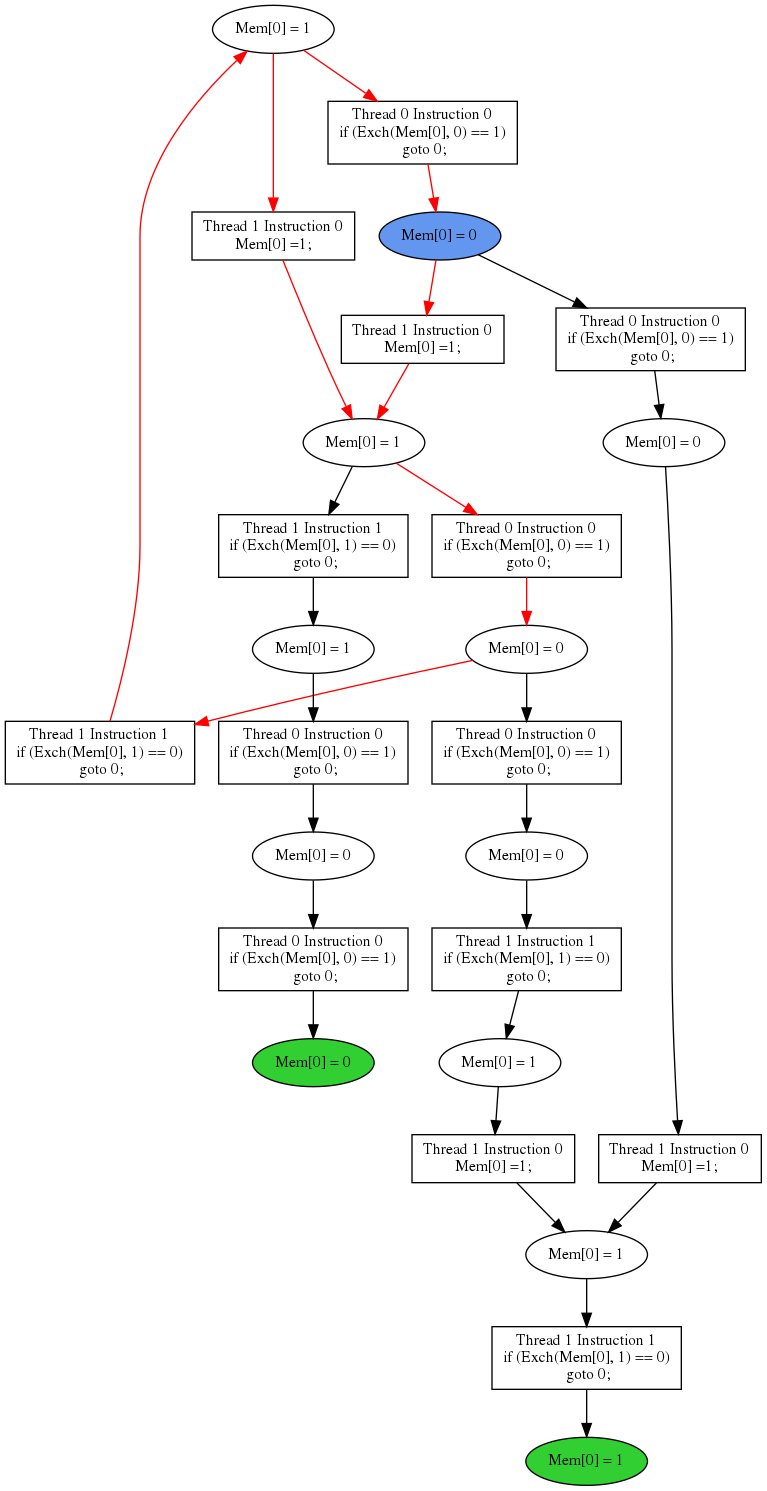 Mem[0] = 1
Thread 0 Instruction 0
if (Exch(Mem[0], 0) == 1)
goto 0;
Thread 1 Instruction 0
Mem[0] =1;
Mem[0] = 0
Thread 1 Instruction 0
Mem[0] =1;
Thread 0 Instruction 0
if (Exch(Mem[0], 0) == 1)
goto 0;
Mem[0] = 1
Mem[0] = 0
Thread 1 Instruction 1
if (Exch(Mem[0], 1) == 0)
goto 0;
Thread 0 Instruction 0
if (Exch(Mem[0], 0) == 1)
goto 0;
Mem[0] = 1
Mem[0] = 0
Thread 1 Instruction 1
if (Exch(Mem[0], 1) == 0)
goto 0;
Thread 0 Instruction 0
if (Exch(Mem[0], 0) == 1)
goto 0;
Thread 0 Instruction 0
if (Exch(Mem[0], 0) == 1)
goto 0;
Mem[0] = 0
Mem[0] = 0
Thread 0 Instruction 0
if (Exch(Mem[0], 0) == 1)
goto 0;
Thread 1 Instruction 1
if (Exch(Mem[0], 1) == 0)
goto 0;
Mem[0] = 0
Mem[0] = 1
Thread 1 Instruction 0
Mem[0] =1;
Thread 1 Instruction 0
Mem[0] =1;
Mem[0] = 1
Thread 1 Instruction 1
if (Exch(Mem[0], 1) == 0)
goto 0;
Mem[0] = 1